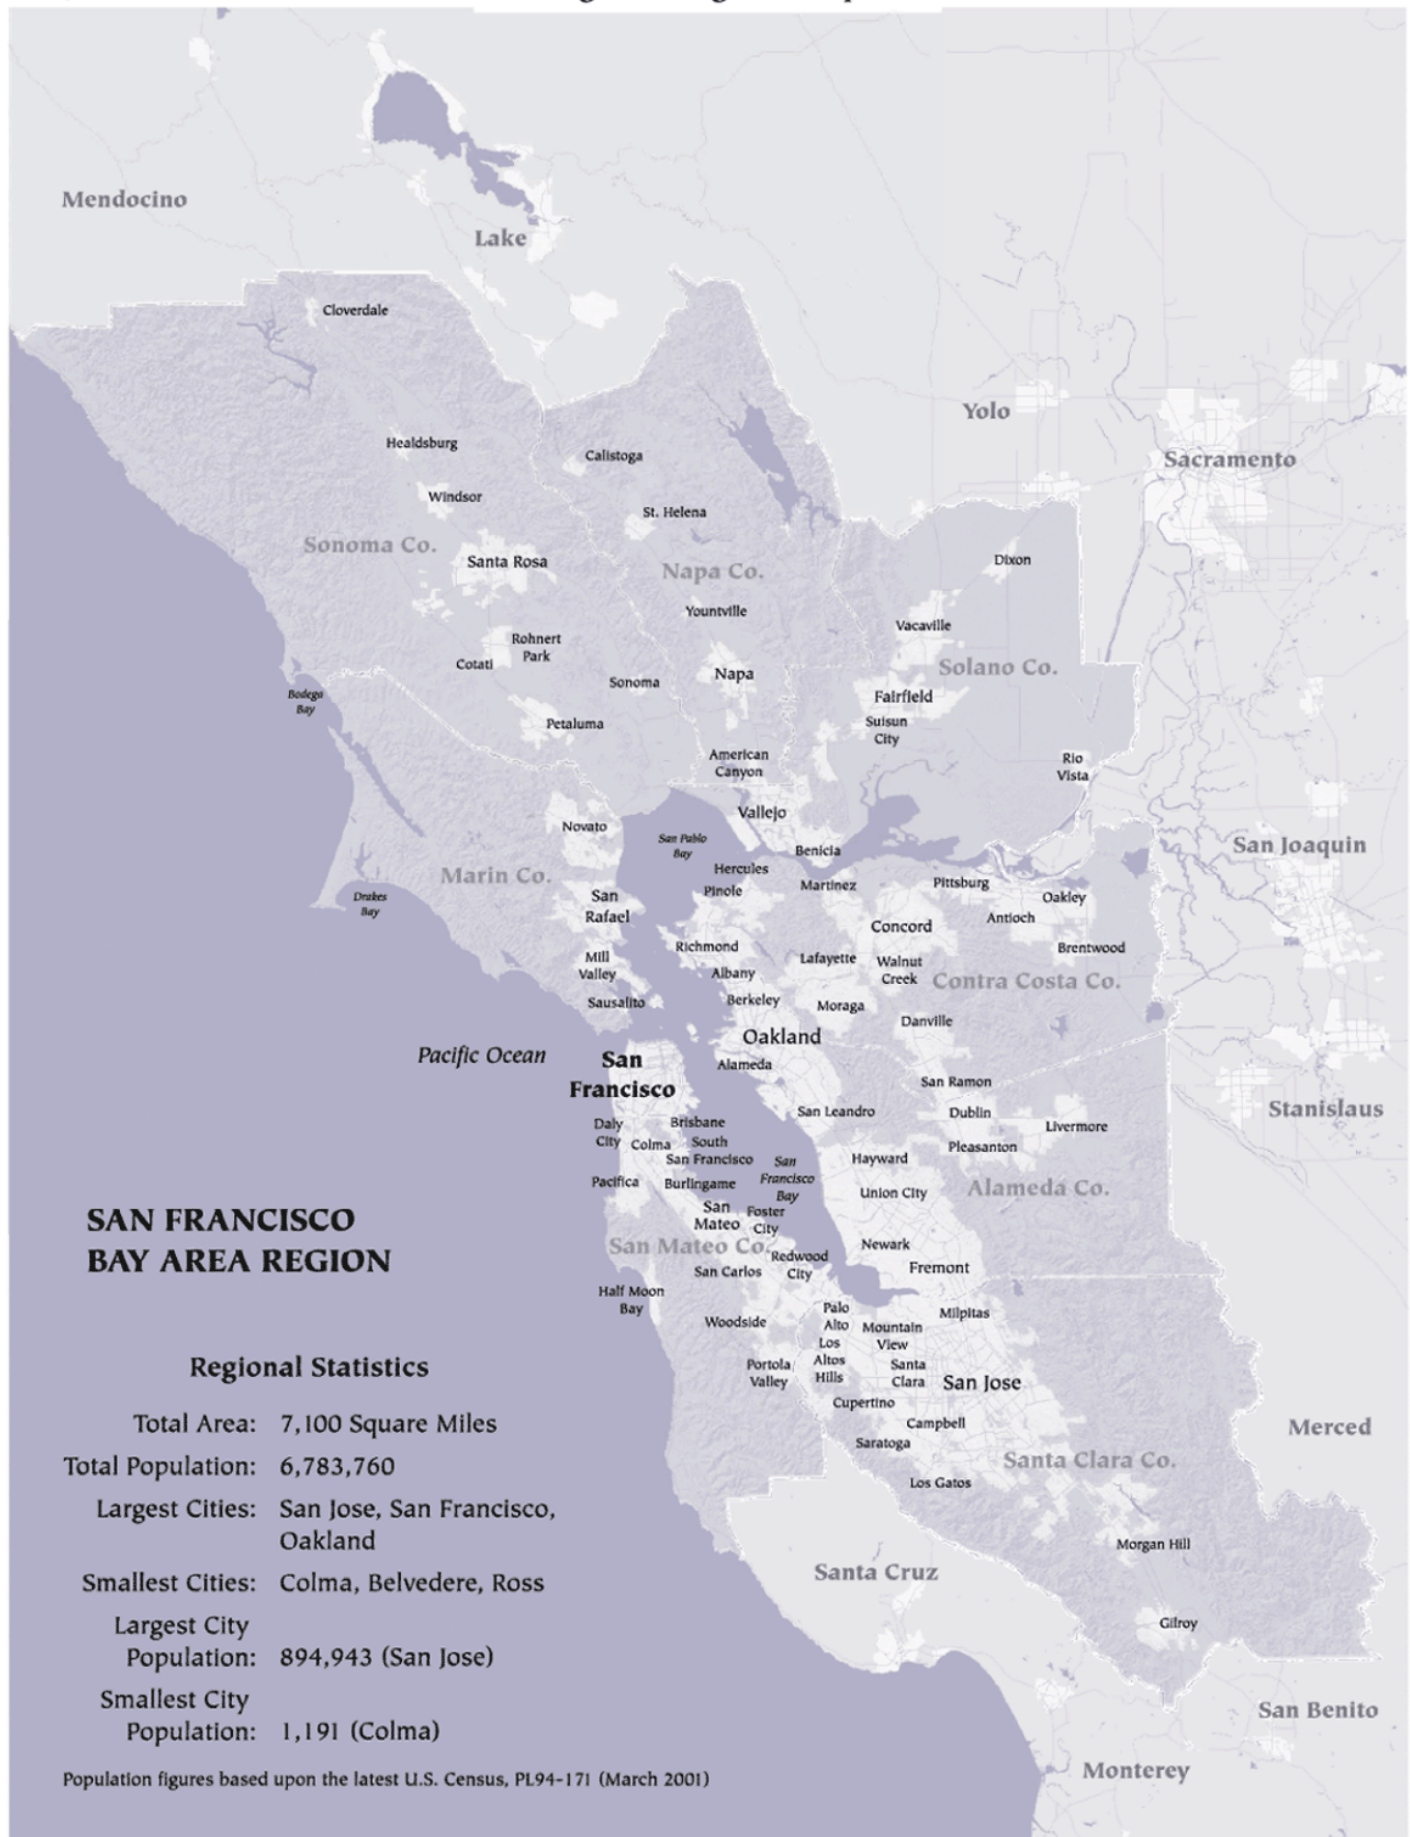 Mendocino
Lake
Cloverdale
Yolo
Healdsburg
Calistoga
Sacramento
Windsor
St. Helena
Sonoma Co.
Santa Rosa
Napa Co.
Dixon
Yountville
Vacaville
Rohnert
Park
Cotati
Solano Co.
Napa
Sonoma
Bodega
Bay
Fairfield
Petaluma
Suisun
City
American
Canyon
Rio
Vista
Vallejo
Novato
San Pablo
Bay
Benicia
San Joaquin
Hercules
Marin Co.
Pinole
Martinez
Pittsburg
Drakes
Bay
San
Rafael
Oakley
Antioch
Concord
Richmond
Brentwood
Mill
Valley
Lafayette
Walnut
Creek
Albany
Contra Costa Co.
Sausalito
Berkeley
Moraga
Danville
Oakland
Pacific Ocean
San
Francisco
Alameda
San Ramon
San Leandro
Dublin
Stanislaus
Livermore
Daly
City
Brisbane
Colma
South
San Francisco
Pleasanton
San
Francisco
Bay
Hayward
Pacifica
Burlingame
Union City
Alameda Co.
San
Mateo
Foster
City
San Mateo Co.
Newark
Redwood
City
San Carlos
Fremont
Half Moon
Bay
Woodside
Palo
Alto
Mountain
View
Milpitas
Los
Altos
Hills
Portola
Valley
Santa
Clara
San Jose
Cupertino
Campbell
Merced
Saratoga
Santa Clara Co.
Los Gatos
Morgan Hill
Santa Cruz
Gilroy
San Benito
Monterey
SAN FRANCISCO
BAY AREA REGION
Regional Statistics
Total Area: 7,100 Square Miles
Total Population: 6,783,760
Largest Cities: San Jose, San Francisco,
Oakland
Smallest Cities: Colma, Belvedere, Ross
Largest City
Population: 894,943 (San Jose)
Smallest City
Population: 1,191 (Colma)
Population figures based upon the latest U.S. Census, PL94-171 (March 2001)